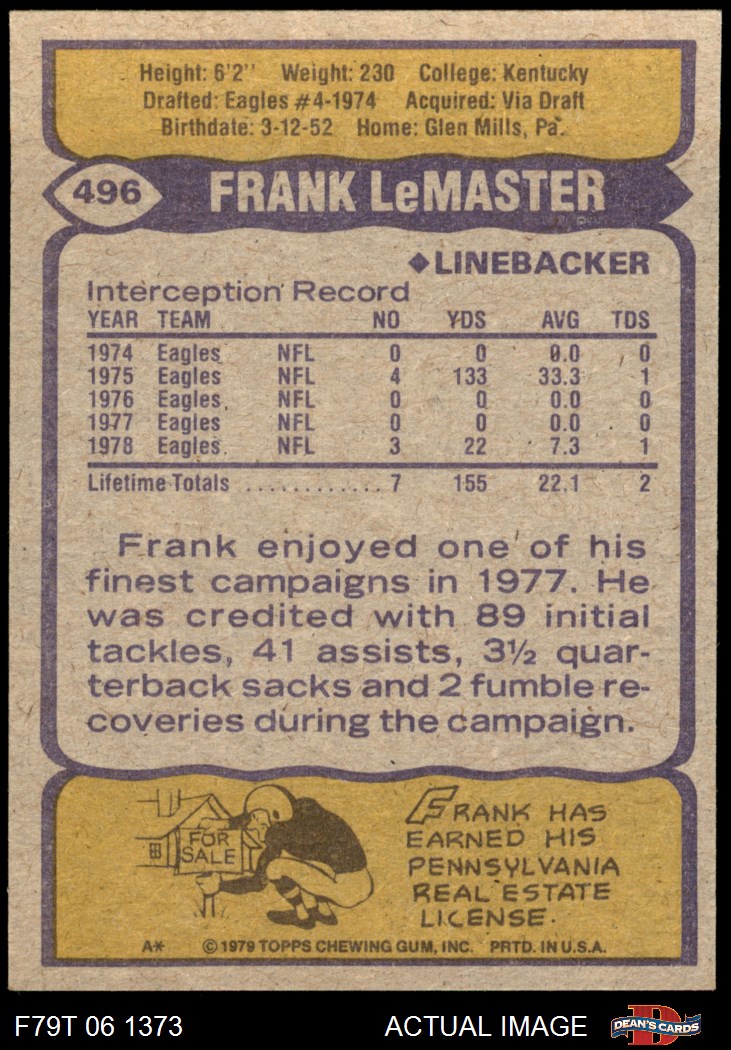 Height: 6'2" Weight: 230 College: Kentucky
Drafted: Eagles #4-1974 Acquired: Via Draft
Birthdate: 3-12-52 Home: Glen Mills, Pa.
496 FRANK LeMASTER
◆LINEBACKER
Interception Record
YEAR TEAM NO YDS AVG TDS
1974 Eagles NFL 0 0 0.0 0
1975 Eagles NFL 4 133 33.3 1
1976 Eagles NFL 0 0 0.0 0
1977 Eagles NFL 0 0 0.0 0
1978 Eagles NFL 3 22 7.3 1
Lifetime Totals ............ 7 155 22.1 2
Frank enjoyed one of his
finest campaigns in 1977. He
was credited with 89 initial
tackles, 41 assists, 3½ quar-
terback sacks and 2 fumble re-
coveries during the campaign.
FOR
SALE
FRANK HAS
EARNED HIS
PENNSYLVANIA
REAL ESTATE
LICENSE.
A* ©1979 TOPPS CHEWING GUM, INC. PRTD. IN U.S.A.
F79T 06 1373 ACTUAL IMAGE D DEAN'S CARDS